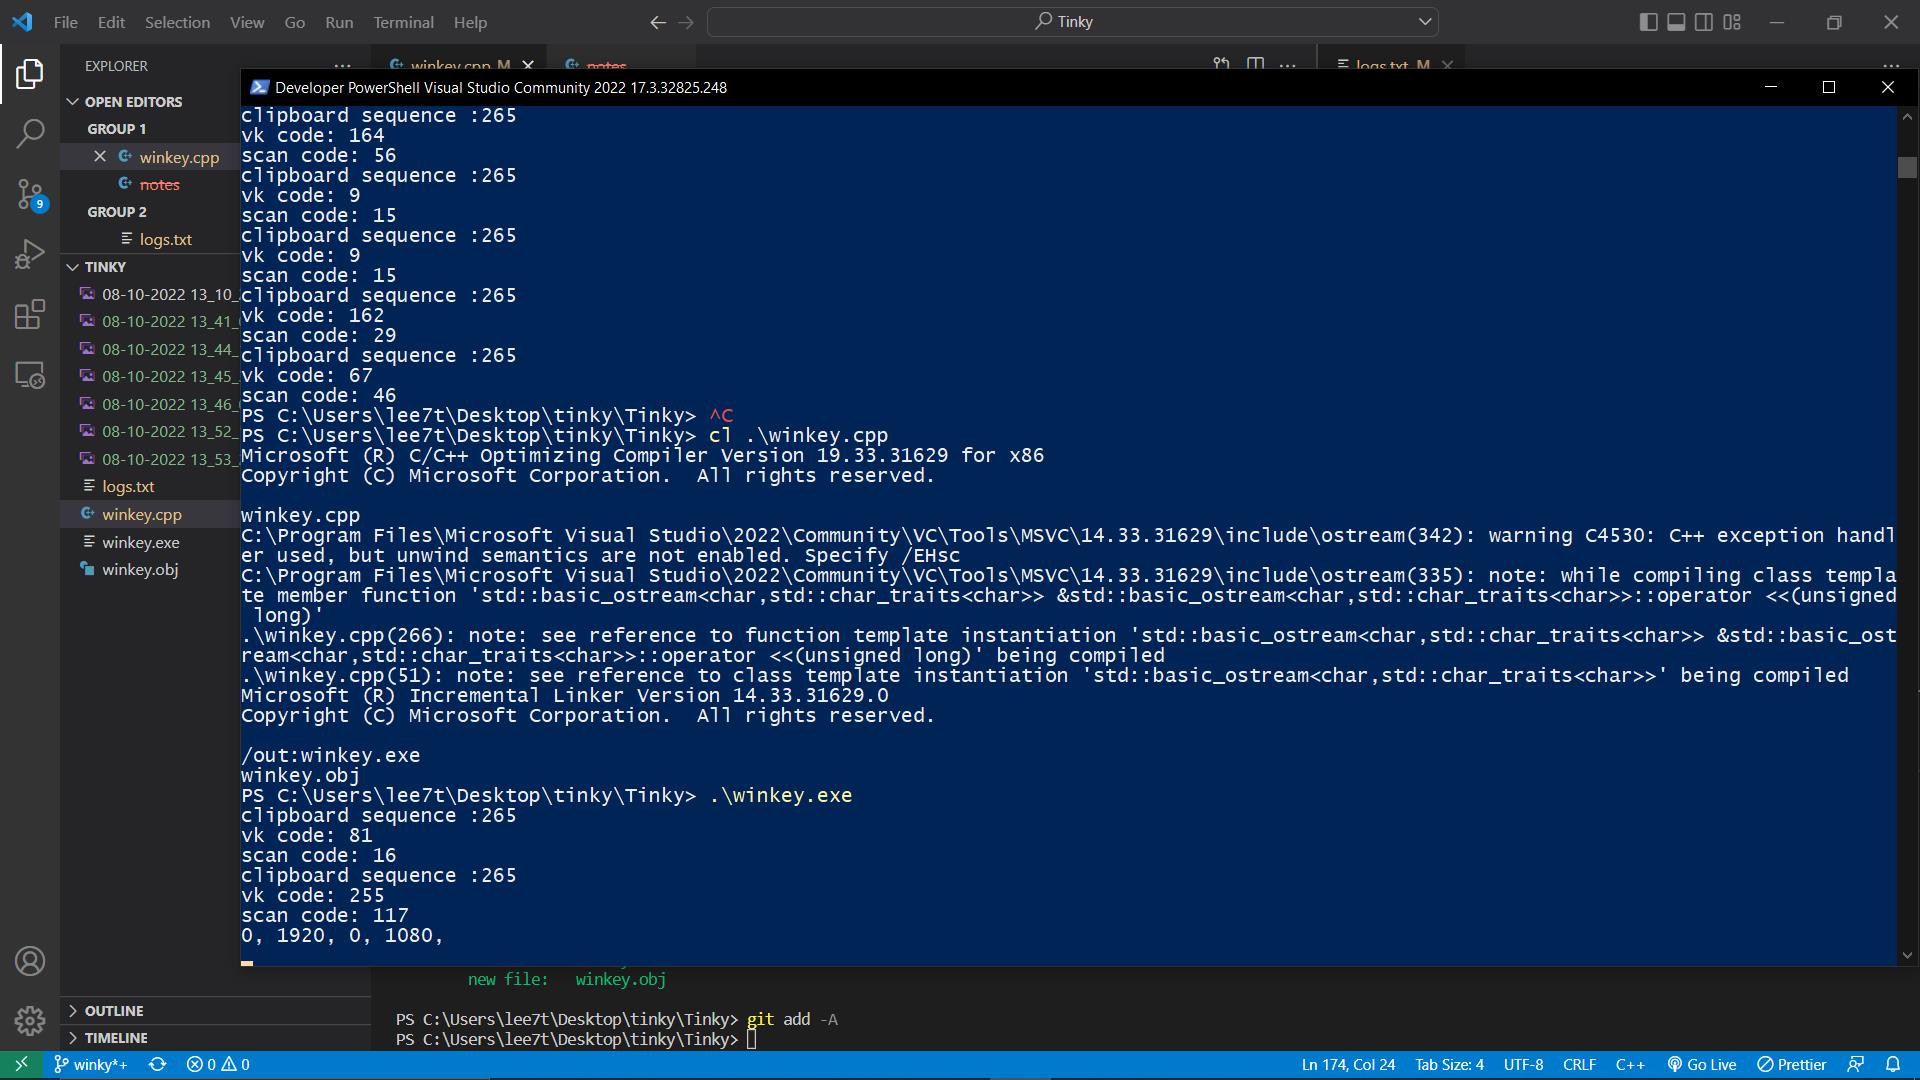 File Edit Selection View Go Run Terminal Help
Tinky
EXPLORER
winkey.cpp M
notes
logs.txt M
OPEN EDITORS
GROUP 1
winkey.cpp
notes
GROUP 2
logs.txt
TINKY
08-10-2022 13_10_
08-10-2022 13_41_
08-10-2022 13_44_
08-10-2022 13_45_
08-10-2022 13_46_
08-10-2022 13_52_
08-10-2022 13_53_
logs.txt
winkey.cpp
winkey.exe
winkey.obj
OUTLINE
TIMELINE
Developer PowerShell Visual Studio Community 2022 17.3.32825.248
clipboard sequence :265
vk code: 164
scan code: 56
clipboard sequence :265
vk code: 9
scan code: 15
clipboard sequence :265
vk code: 9
scan code: 15
clipboard sequence :265
vk code: 162
scan code: 29
clipboard sequence :265
vk code: 67
scan code: 46
PS C:\Users\lee7t\Desktop\tinky\Tinky> ^C
PS C:\Users\lee7t\Desktop\tinky\Tinky> cl .\winkey.cpp
Microsoft (R) C/C++ Optimizing Compiler Version 19.33.31629 for x86
Copyright (C) Microsoft Corporation.  All rights reserved.
winkey.cpp
C:\Program Files\Microsoft Visual Studio\2022\Community\VC\Tools\MSVC\14.33.31629\include\ostream(342): warning C4530: C++ exception handl
er used, but unwind semantics are not enabled. Specify /EHsc
C:\Program Files\Microsoft Visual Studio\2022\Community\VC\Tools\MSVC\14.33.31629\include\ostream(335): note: while compiling class templa
te member function 'std::basic_ostream<char,std::char_traits<char>> &std::basic_ostream<char,std::char_traits<char>>::operator <<(unsigned
 long)'
.\winkey.cpp(266): note: see reference to function template instantiation 'std::basic_ostream<char,std::char_traits<char>> &std::basic_ost
ream<char,std::char_traits<char>>::operator <<(unsigned long)' being compiled
.\winkey.cpp(51): note: see reference to class template instantiation 'std::basic_ostream<char,std::char_traits<char>>' being compiled
Microsoft (R) Incremental Linker Version 14.33.31629.0
Copyright (C) Microsoft Corporation.  All rights reserved.
/out:winkey.exe
winkey.obj
PS C:\Users\lee7t\Desktop\tinky\Tinky> .\winkey.exe
clipboard sequence :265
vk code: 81
scan code: 16
clipboard sequence :265
vk code: 255
scan code: 117
0, 1920, 0, 1080,
new file:   winkey.obj
PS C:\Users\lee7t\Desktop\tinky\Tinky> git add -A
PS C:\Users\lee7t\Desktop\tinky\Tinky>
9
winky*+ 0 0 Ln 174, Col 24 Tab Size: 4 UTF-8 CRLF C++ Go Live Prettier